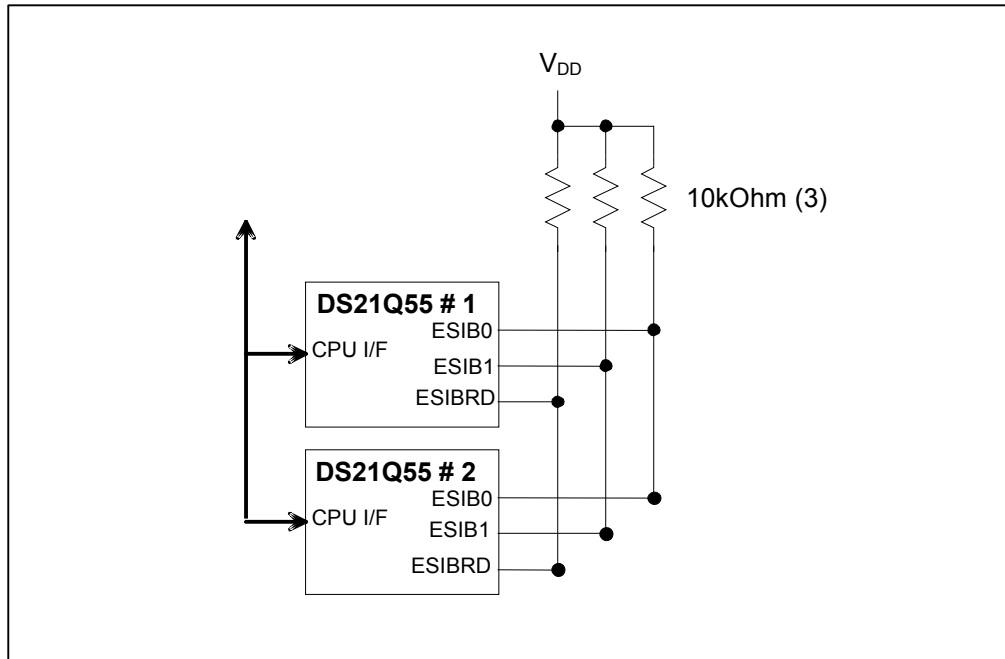 VDD
10kOhm (3)
DS21Q55 # 1
ESIB0
CPU I/F
ESIB1
ESIBRD
DS21Q55 # 2
ESIB0
CPU I/F
ESIB1
ESIBRD